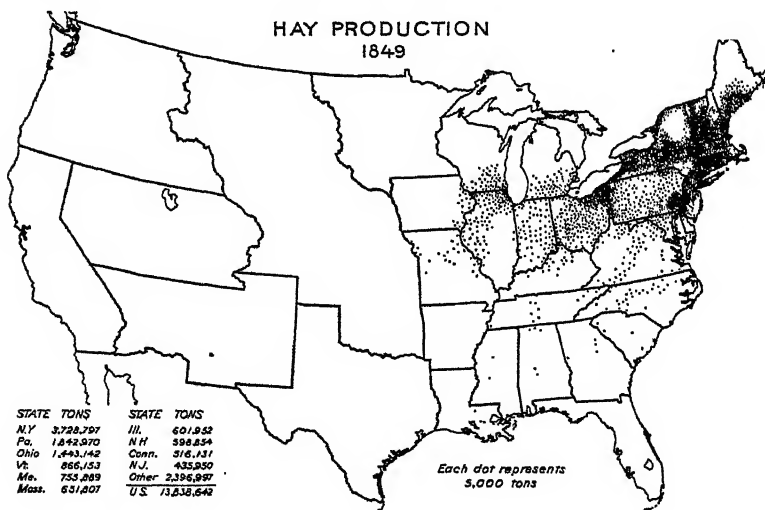 HAY PRODUCTION
1849
STATE TONS STATE TONS
N.Y 3,728,797 Ill. 601,952
Pa. 1,842,970 N.H. 598,854
Ohio 1,443,142 Conn. 516,131
Vt. 866,153 N.J. 435,950
Me. 755,889 Other 2,396,997
Mass. 651,807 U.S. 13,838,642
Each dot represents
5,000 tons